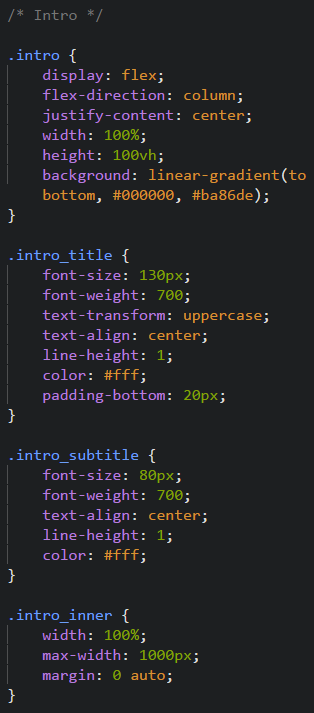 /* Intro */
.intro {
display: flex;
flex-direction: column;
justify-content: center;
width: 100%;
height: 100vh;
background: linear-gradient(to
bottom, #000000, #ba86de);
}
.intro_title {
font-size: 130px;
font-weight: 700;
text-transform: uppercase;
text-align: center;
line-height: 1;
color: #fff;
padding-bottom: 20px;
}
.intro_subtitle {
font-size: 80px;
font-weight: 700;
text-align: center;
line-height: 1;
color: #fff;
}
.intro_inner {
width: 100%;
max-width: 1000px;
margin: 0 auto;
}